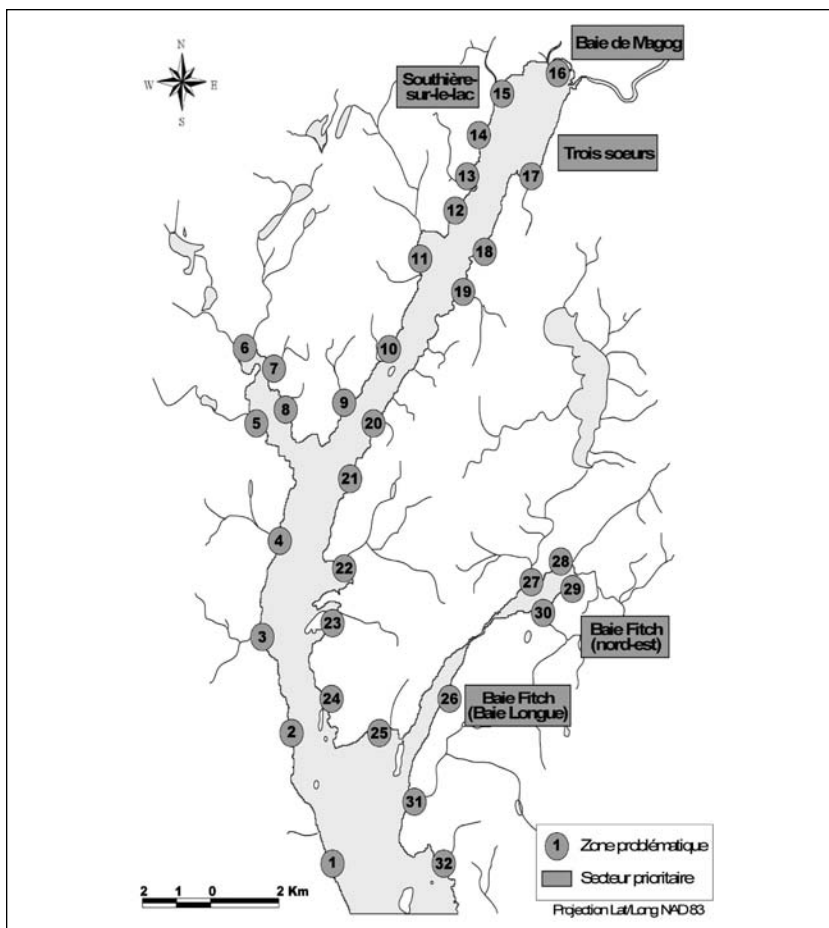 Baie de Magog
N
W E
S
Southière-
sur-le-lac
16
15
14
Trois soeurs
13
17
12
18
11
19
6
10
7
9
8
5
20
21
4
22
28
27
29
30
23
3
Baie Fitch
(nord-est)
24
26
Baie Fitch
(Baie Longue)
2
25
31
1
32
1 Zone problématique
Secteur prioritaire
2 1 0 2 Km
Projection Lat/Long NAD 83